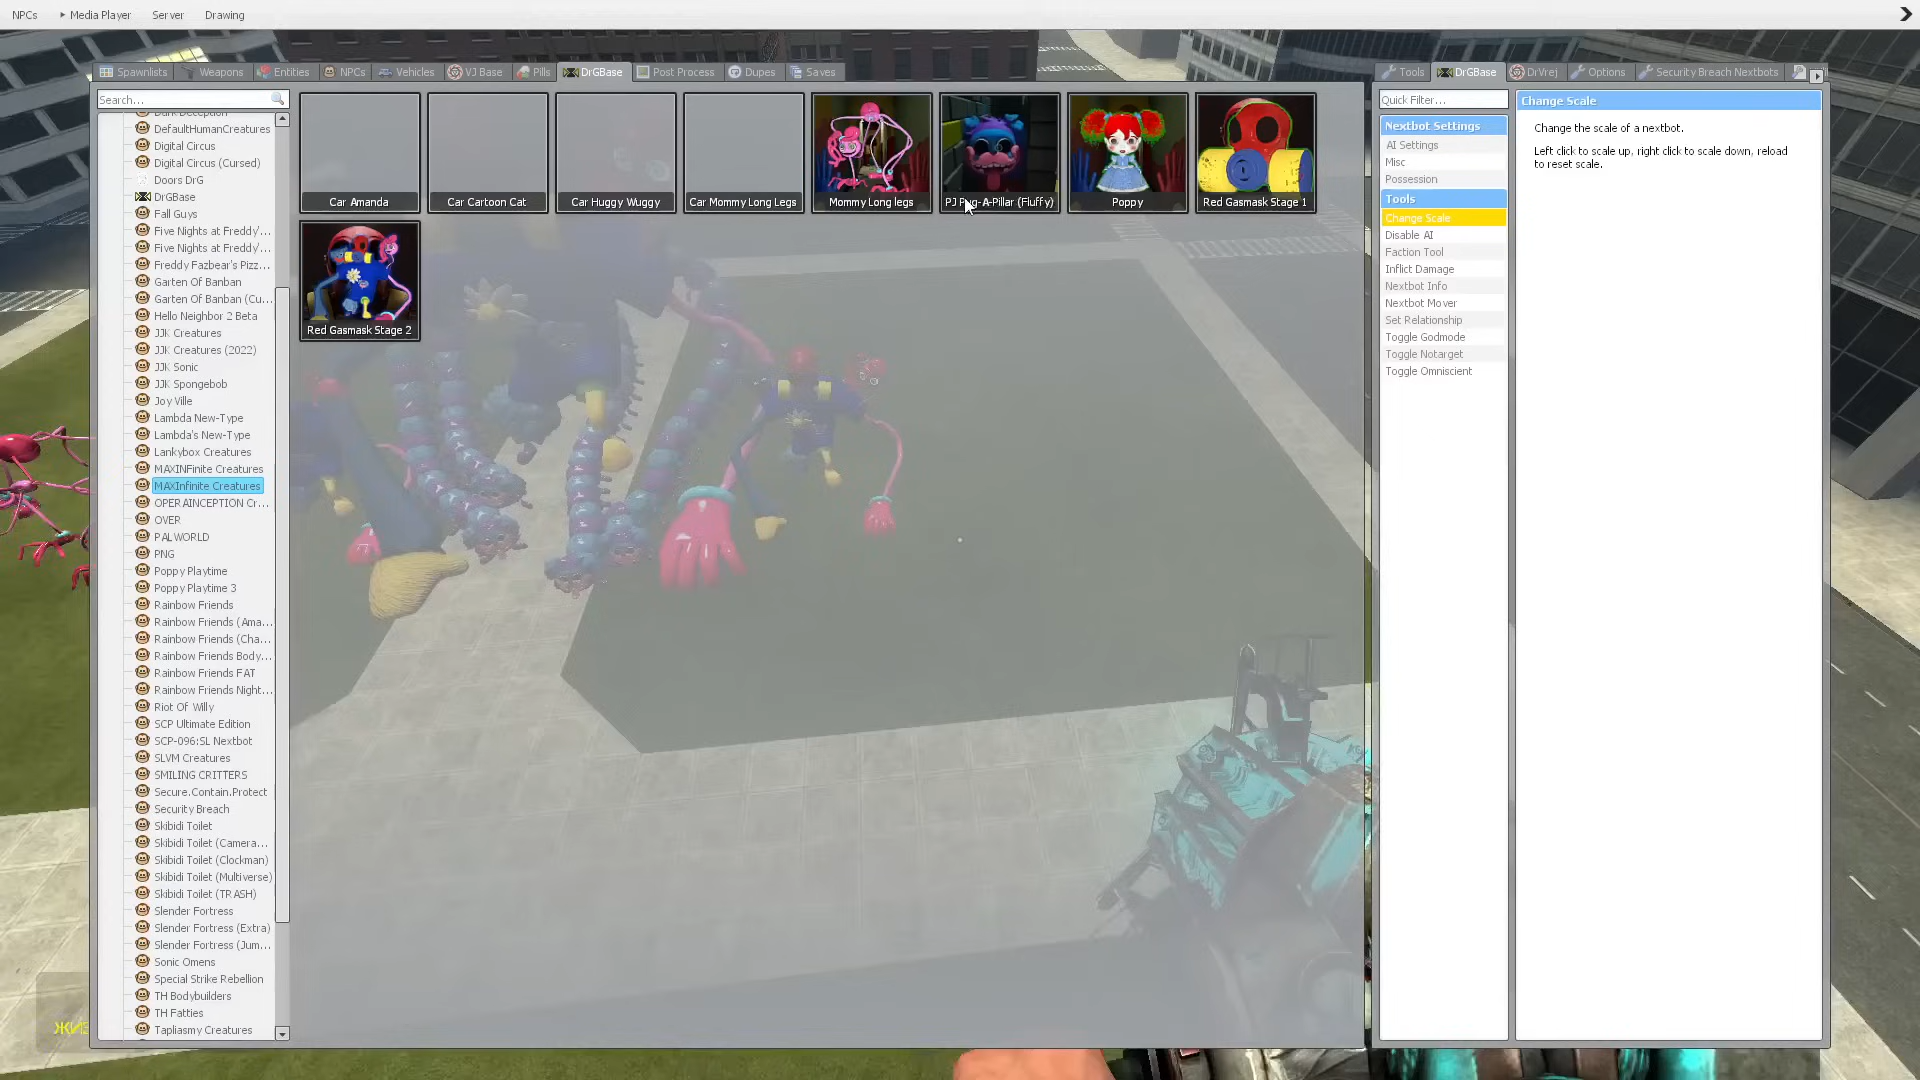 NPCs
Media Player
Server
Drawing
Spawnlists
Weapons
Entities
NPCs
Vehicles
VJ Base
Pills
DrGBase
Post Process
Dupes
Saves
Tools
DrGBase
DrVrej
Options
Security Breach Nextbots
Search...
Dark Deception
DefaultHumanCreatures
Digital Circus
Digital Circus (Cursed)
Doors DrG
DrGBase
Fall Guys
Five Nights at Freddy'...
Five Nights at Freddy'...
Freddy Fazbear's Pizz...
Garten Of Banban
Garten Of Banban (Cu...
Hello Neighbor 2 Beta
JJK Creatures
JJK Creatures (2022)
JJK Sonic
JJK Spongebob
Joy Ville
Lambda New-Type
Lambda's New-Type
Lankybox Creatures
MAXINFinite Creatures
MAXInfinite Creatures
OPERAINCEPTION Cr...
OVER
PALWORLD
PNG
Poppy Playtime
Poppy Playtime 3
Rainbow Friends
Rainbow Friends (Ama...
Rainbow Friends (Cha...
Rainbow Friends Body...
Rainbow Friends FAT
Rainbow Friends Night...
Riot Of Willy
SCP Ultimate Edition
SCP-096:SL Nextbot
SLVM Creatures
SMILING CRITTERS
Secure.Contain.Protect
Security Breach
Skibidi Toilet
Skibidi Toilet (Camera...
Skibidi Toilet (Clockman)
Skibidi Toilet (Multiverse)
Skibidi Toilet (TRASH)
Slender Fortress
Slender Fortress (Extra)
Slender Fortress (Jum...
Sonic Omens
Special Strike Rebellion
TH Bodybuilders
TH Fatties
Tapliasmy Creatures
Car Amanda
Car Cartoon Cat
Car Huggy Wuggy
Car Mommy Long Legs
Mommy Long legs
PJ Pug-A-Pillar (Fluffy)
Poppy
Red Gasmask Stage 1
Red Gasmask Stage 2
Quick Filter...
Nextbot Settings
AI Settings
Misc
Possession
Tools
Change Scale
Disable AI
Faction Tool
Inflict Damage
Nextbot Info
Nextbot Mover
Set Relationship
Toggle Godmode
Toggle Notarget
Toggle Omniscient
Change Scale
Change the scale of a nextbot.
Left click to scale up, right click to scale down, reload
to reset scale.